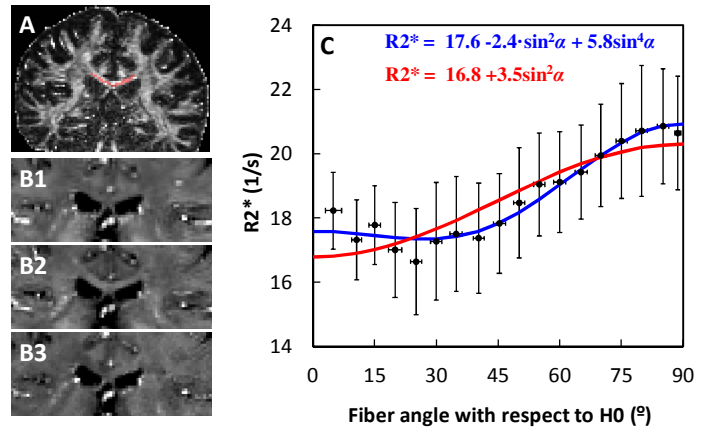 A
B1
B2
B3
C
R2* = 17.6 -2.4·sin²α + 5.8sin⁴α
R2* = 16.8 +3.5sin²α
R2* (1/s)
24
22
20
18
16
14
0 15 30 45 60 75 90
Fiber angle with respect to H0 (º)